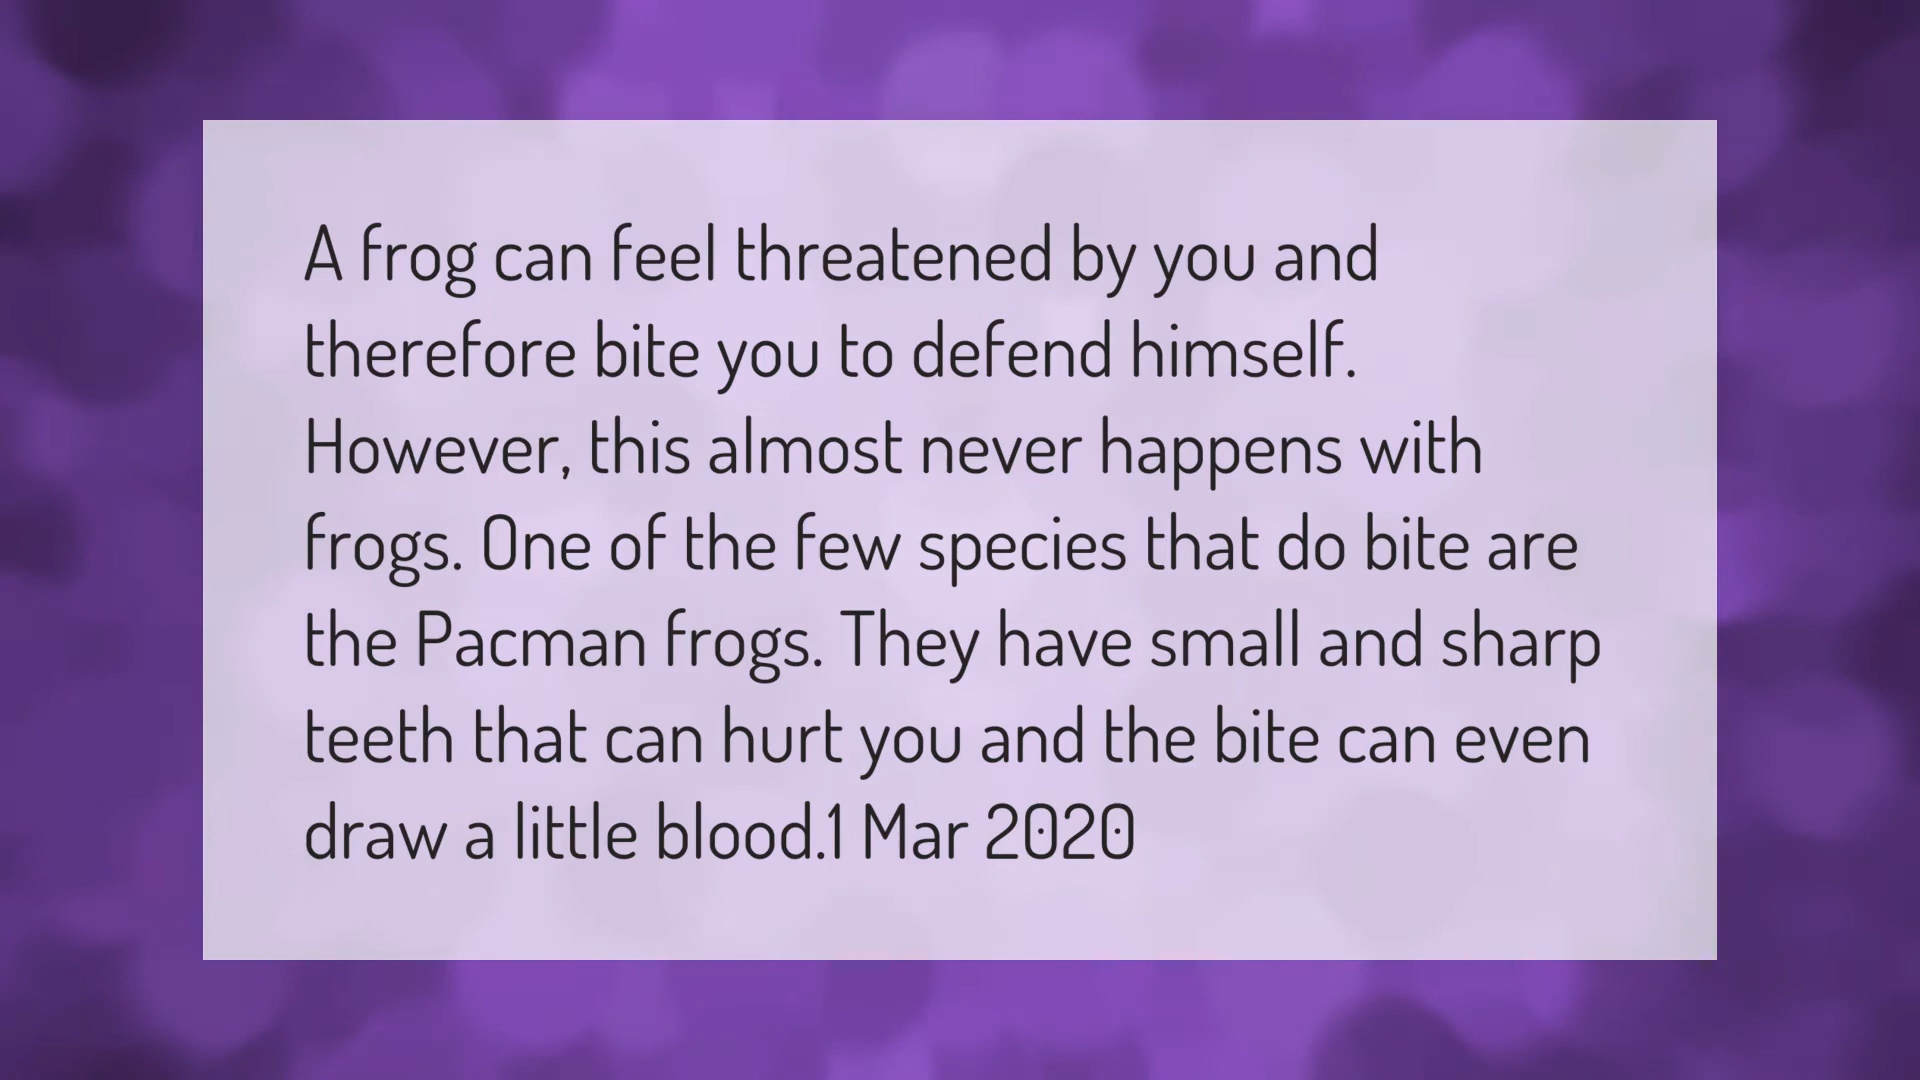 A frog can feel threatened by you and
therefore bite you to defend himself.
However, this almost never happens with
frogs. One of the few species that do bite are
the Pacman frogs. They have small and sharp
teeth that can hurt you and the bite can even
draw a little blood.1 Mar 2020